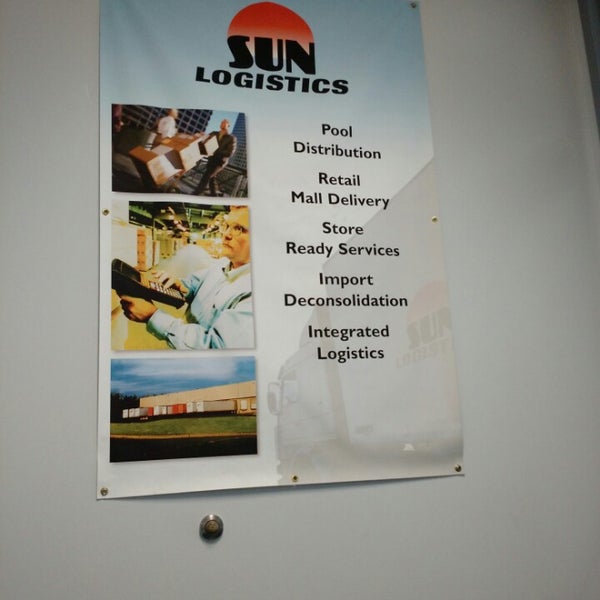 SUN
LOGISTICS
Pool
Distribution
Retail
Mall Delivery
Store
Ready Services
Import
Deconsolidation
Integrated
Logistics
SUN
LOGISTICS